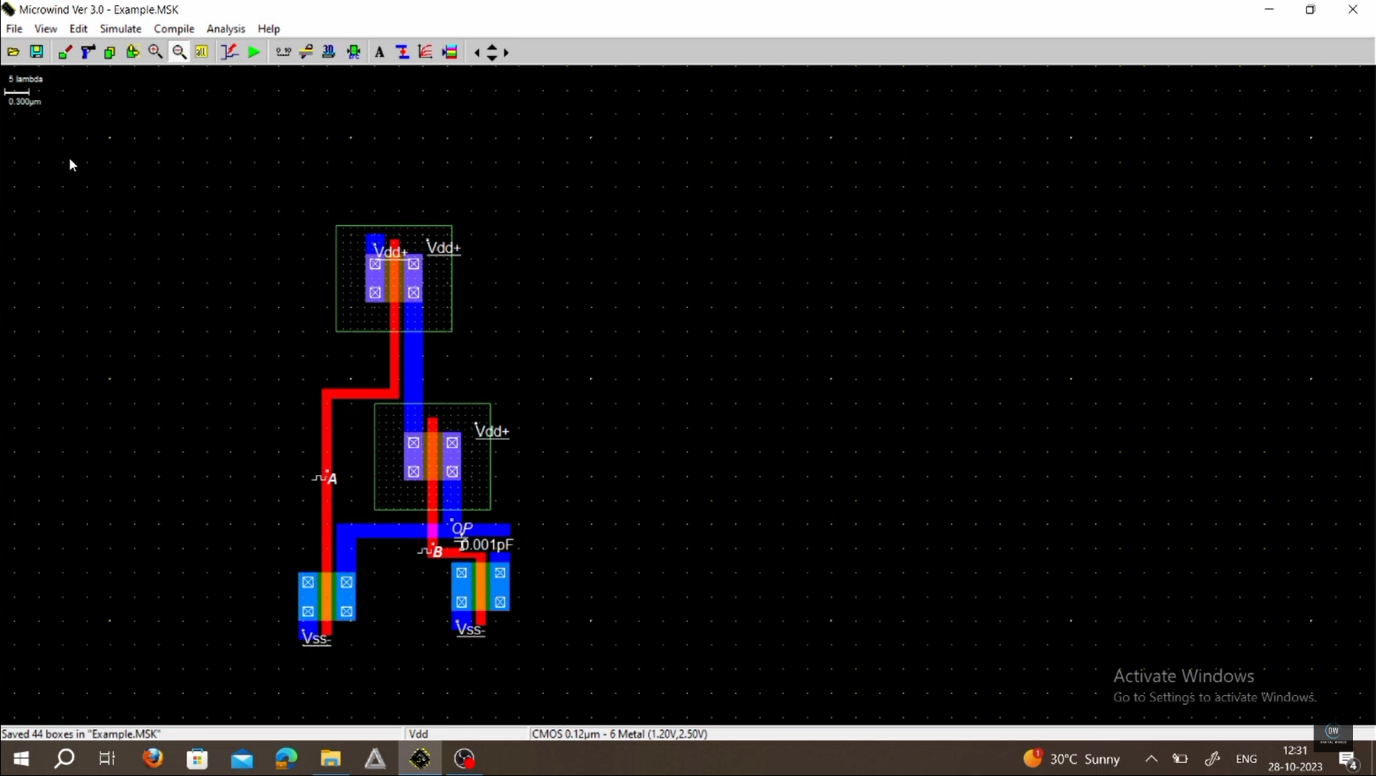 Microwind Ver 3.0 - Example.MSK
File View Edit Simulate Compile Analysis Help
5 lambda
0.300µm
Vdd+ Vdd+
Vdd+
A
OP
0.001pF
B
Vss-
Vss-
Activate Windows
Go to Settings to activate Windows.
Saved 44 boxes in "Example.MSK" Vdd CMOS 0.12µm - 6 Metal (1.20V,2.50V)
DW
30°C Sunny ENG 12:31
28-10-2023 4